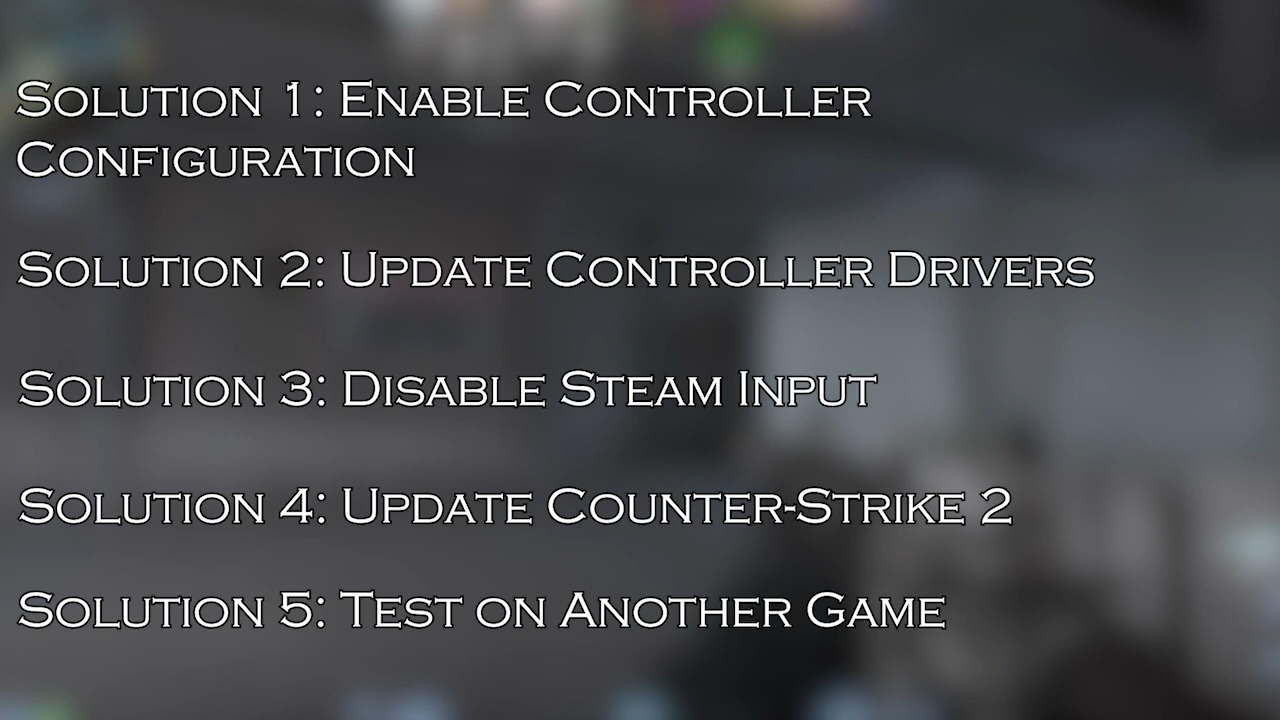 Solution 1: Enable Controller
Configuration
Solution 2: Update Controller Drivers
Solution 3: Disable Steam Input
Solution 4: Update Counter-Strike 2
Solution 5: Test on Another Game